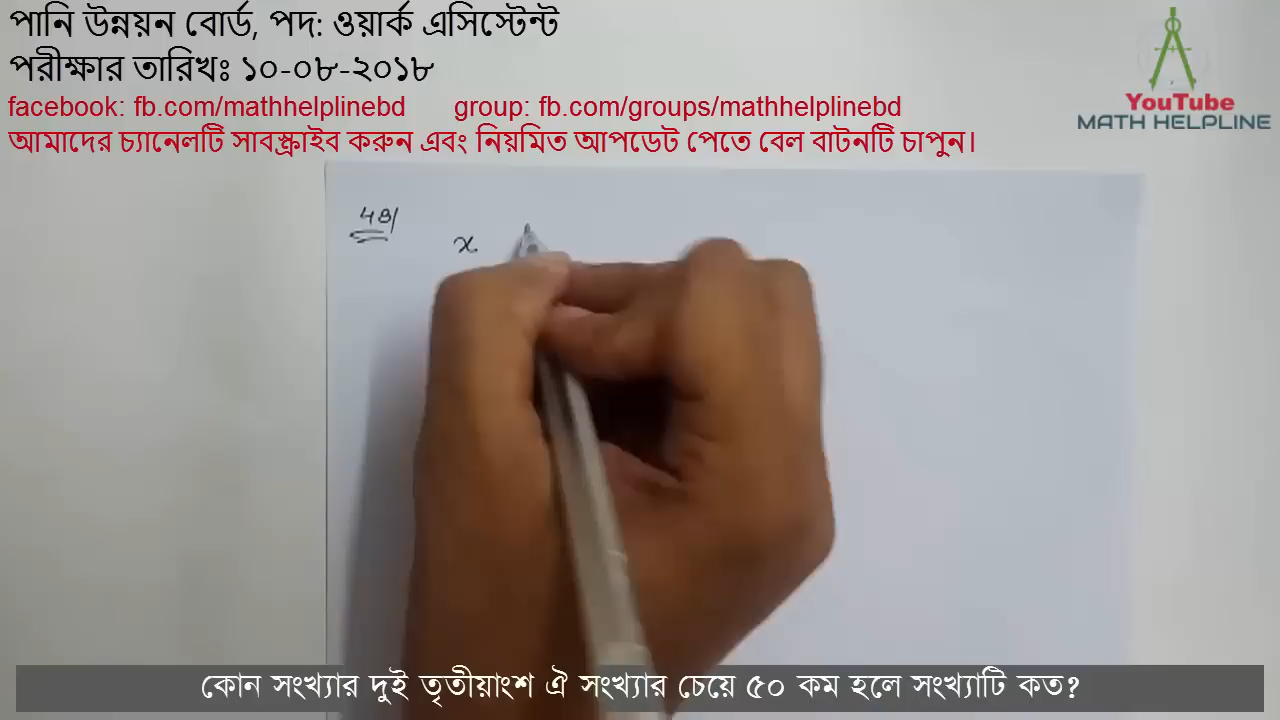 পানি উন্নয়ন বোর্ড, পদ: ওয়ার্ক এসিস্টেন্ট
পরীক্ষার তারিখঃ ১০-০৮-২০১৮
facebook: fb.com/mathhelplinebd group: fb.com/groups/mathhelplinebd
আমাদের চ্যানেলটি সাবস্ক্রাইব করুন এবং নিয়মিত আপডেট পেতে বেল বাটনটি চাপুন।
YouTube
MATH HELPLINE
48/
x
কোন সংখ্যার দুই তৃতীয়াংশ ঐ সংখ্যার চেয়ে ৫০ কম হলে সংখ্যাটি কত?